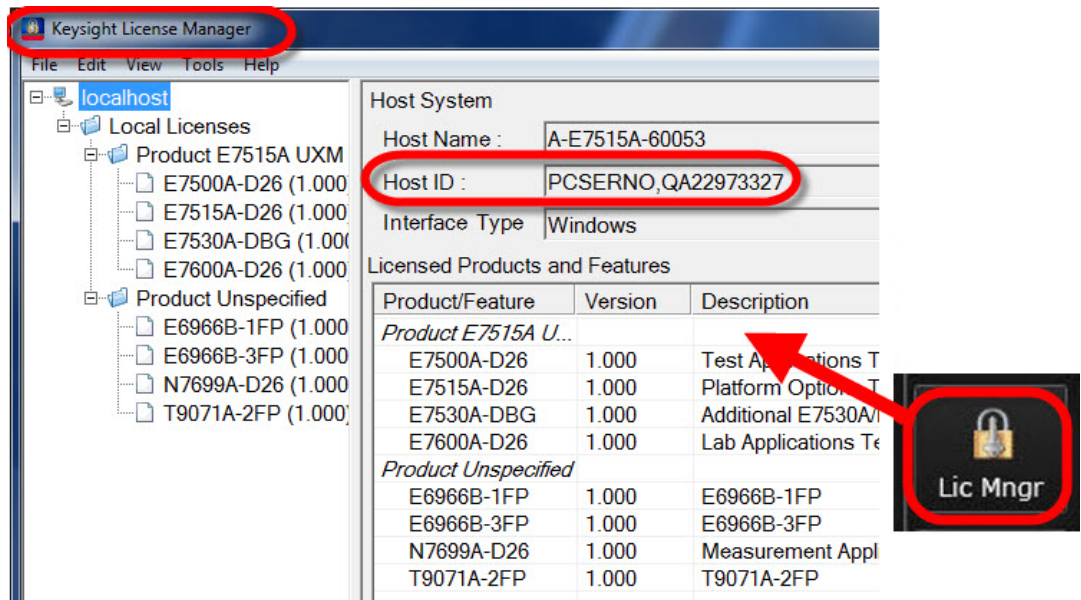 Keysight License Manager
File Edit View Tools Help
localhost
Local Licenses
Product E7515A UXM
E7500A-D26 (1.000
E7515A-D26 (1.000)
E7530A-DBG (1.000
E7600A-D26 (1.000
Product Unspecified
E6966B-1FP (1.000
E6966B-3FP (1.000
N7699A-D26 (1.000
T9071A-2FP (1.000)
Host System
Host Name : A-E7515A-60053
Host ID : PCSERNO,QA22973327
Interface Type Windows
Licensed Products and Features
Product/Feature Version Description
Product E7515A U...
E7500A-D26 1.000 Test T
E7515A-D26 1.000 Platform Option T
E7530A-DBG 1.000 Additional E7530A/
E7600A-D26 1.000 Lab Applications Te
Product Unspecified
E6966B-1FP 1.000 E6966B-1FP
E6966B-3FP 1.000 E6966B-3FP
N7699A-D26 1.000 Measurement Appl
T9071A-2FP 1.000 T9071A-2FP
Lic Mngr